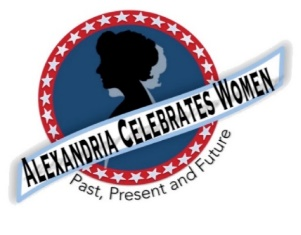 ALEXANDRIA CELEBRATES WOMEN
Past, Present and Future